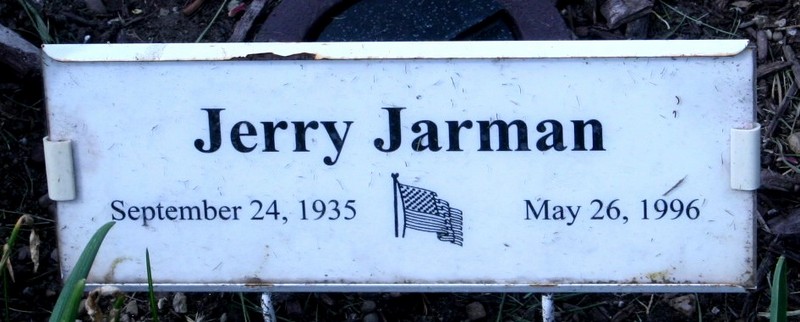 Jerry Jarman
September 24, 1935 May 26, 1996